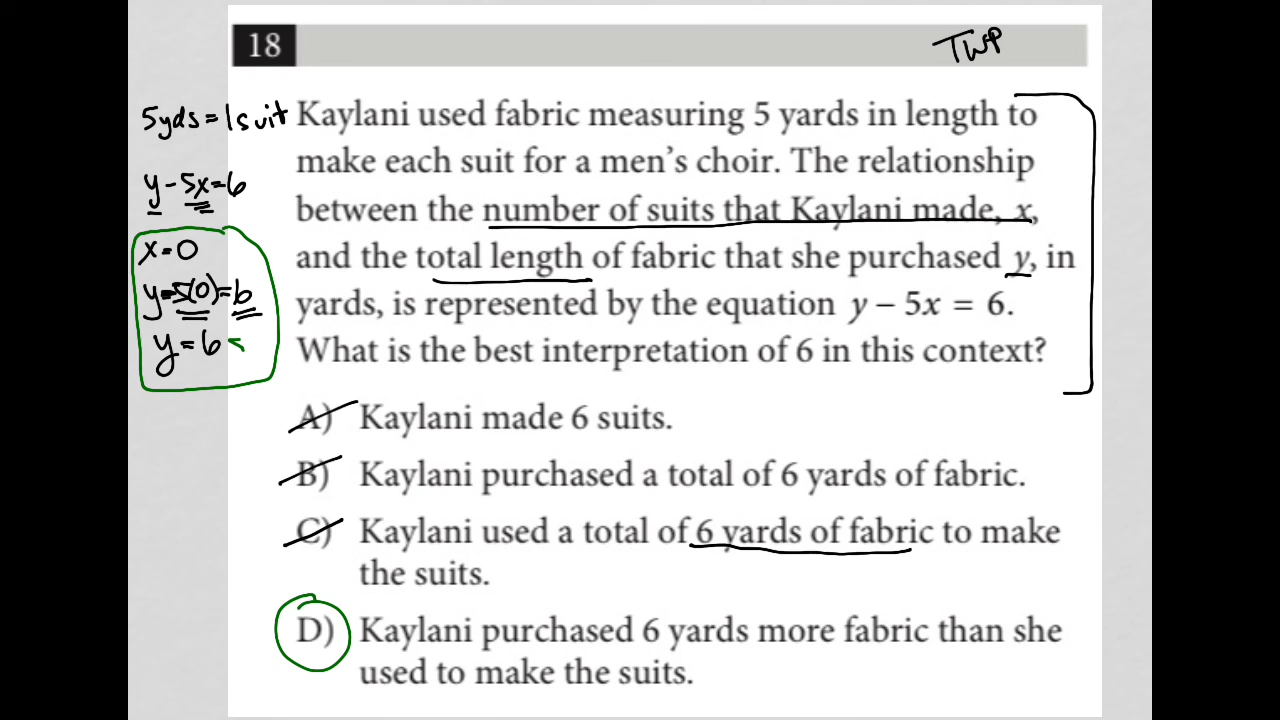 18
TWP
5yds = 1 suit
y - 5x = 6
x = 0
y - 5(0) = 6
y = 6
Kaylani used fabric measuring 5 yards in length to
make each suit for a men's choir. The relationship
between the number of suits that Kaylani made, x,
and the total length of fabric that she purchased y, in
yards, is represented by the equation y – 5x = 6.
What is the best interpretation of 6 in this context?
A) Kaylani made 6 suits.
B) Kaylani purchased a total of 6 yards of fabric.
C) Kaylani used a total of 6 yards of fabric to make
the suits.
D) Kaylani purchased 6 yards more fabric than she
used to make the suits.